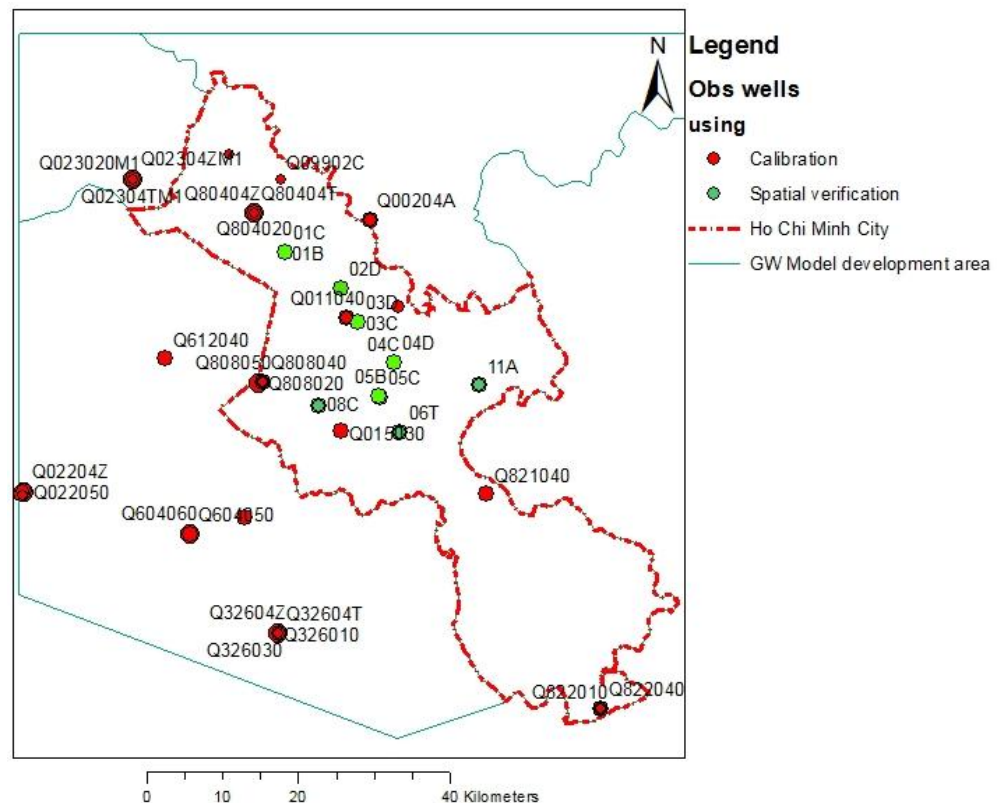 N
Legend
Obs wells
using
Calibration
Spatial verification
Ho Chi Minh City
GW Model development area
Q023020M1
Q02304ZM1
Q09902C
Q02304TM1
Q80404Z
Q80404T
Q00204A
Q804020
01C
01B
02D
Q011040
03D
03C
Q612040
04C
04D
Q808050
Q808040
11A
Q808020
05B
05C
08C
06T
Q015030
Q02204Z
Q022050
Q821040
Q604060
Q604050
Q32604Z
Q32604T
Q326010
Q326030
Q822010
Q822040
0 20 40 Kilometers